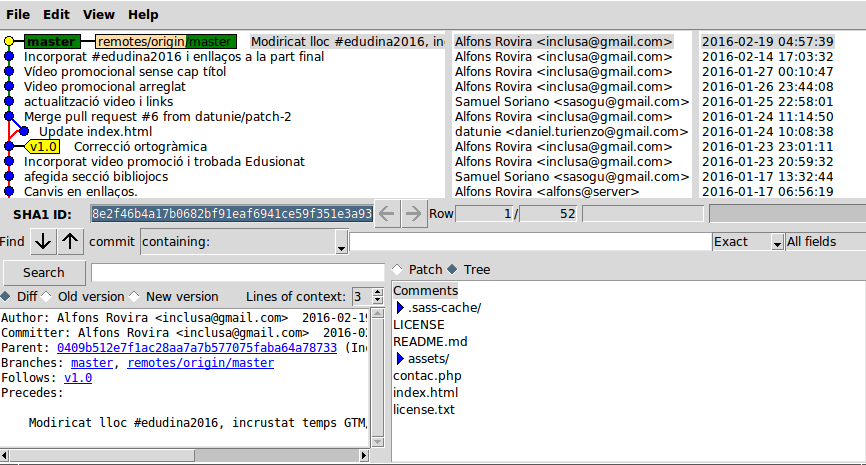 File Edit View Help
master remotes/origin/master Modiricat lloc #edudina2016, in Alfons Rovira <inclusa@gmail.com> 2016-02-19 04:57:39
Incorporat #edudina2016 i enllaços a la part final Alfons Rovira <inclusa@gmail.com> 2016-02-14 17:03:32
Vídeo promocional sense cap títol Alfons Rovira <inclusa@gmail.com> 2016-01-27 00:10:47
Video promocional arreglat Alfons Rovira <inclusa@gmail.com> 2016-01-26 23:44:08
actualització video i links Samuel Soriano <sasogu@gmail.com> 2016-01-25 22:58:01
Merge pull request #6 from datunie/patch-2 Alfons Rovira <inclusa@gmail.com> 2016-01-24 11:14:50
Update index.html datunie <daniel.turienzo@gmail.com> 2016-01-24 10:08:38
v1.0 Correcció ortogràmica Alfons Rovira <inclusa@gmail.com> 2016-01-23 23:01:11
Incorporat video promoció i trobada Edusionat Alfons Rovira <inclusa@gmail.com> 2016-01-23 20:59:32
afegida secció bibliojocs Samuel Soriano <sasogu@gmail.com> 2016-01-17 13:32:44
Canvis en enllaços. Alfons Rovira <alfons@server> 2016-01-17 06:56:19
SHA1 ID: 8e2f46b4a17b0682bf91eaf6941ce59f351e3a93 Row 1 / 52
Find commit containing: Exact All fields
Search
Patch Tree
Diff Old version New version Lines of context: 3
Author: Alfons Rovira <inclusa@gmail.com> 2016-02-19
Committer: Alfons Rovira <inclusa@gmail.com> 2016-02
Parent: 0409b512e7f1ac28aa7a7b577075faba64a78733 (In
Branches: master, remotes/origin/master
Follows: v1.0
Precedes:
Modiricat lloc #edudina2016, incrustat temps GTM,
Comments
.sass-cache/
LICENSE
README.md
assets/
contac.php
index.html
license.txt